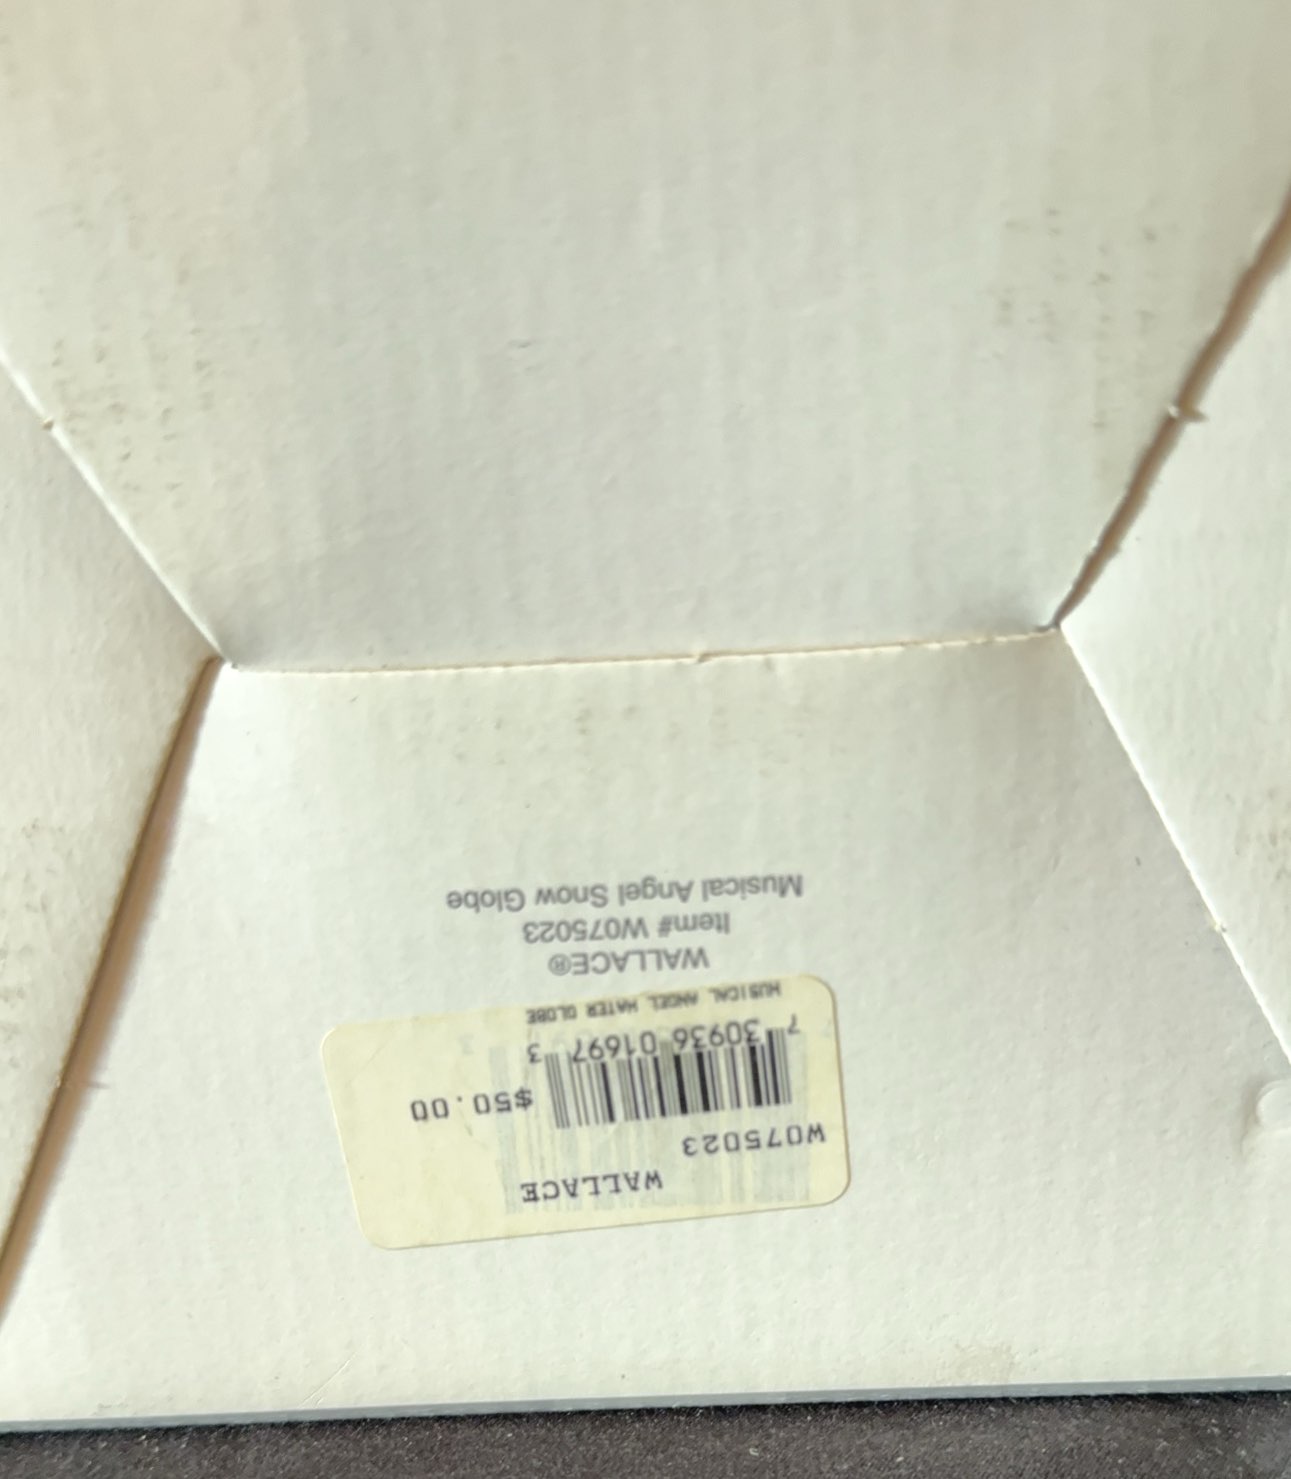 WALLACE
W075023
$50.00
7 30936 01697 3
MUSICAL ANGEL WATER GLOBE
WALLACE®
Item# W075023
Musical Angel Snow Globe